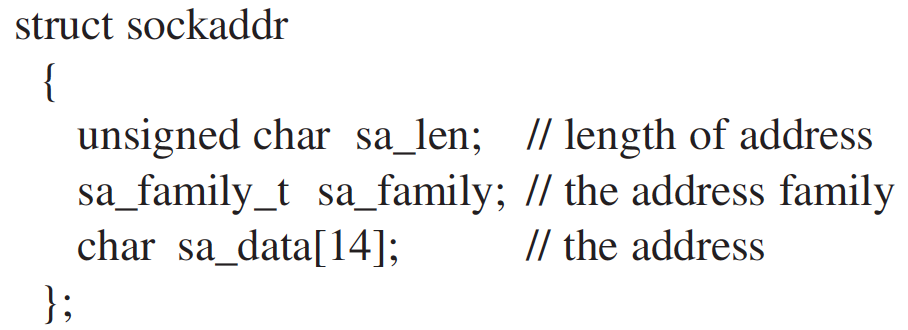 struct sockaddr
{
unsigned char sa_len; // length of address
sa_family_t sa_family; // the address family
char sa_data[14]; // the address
};